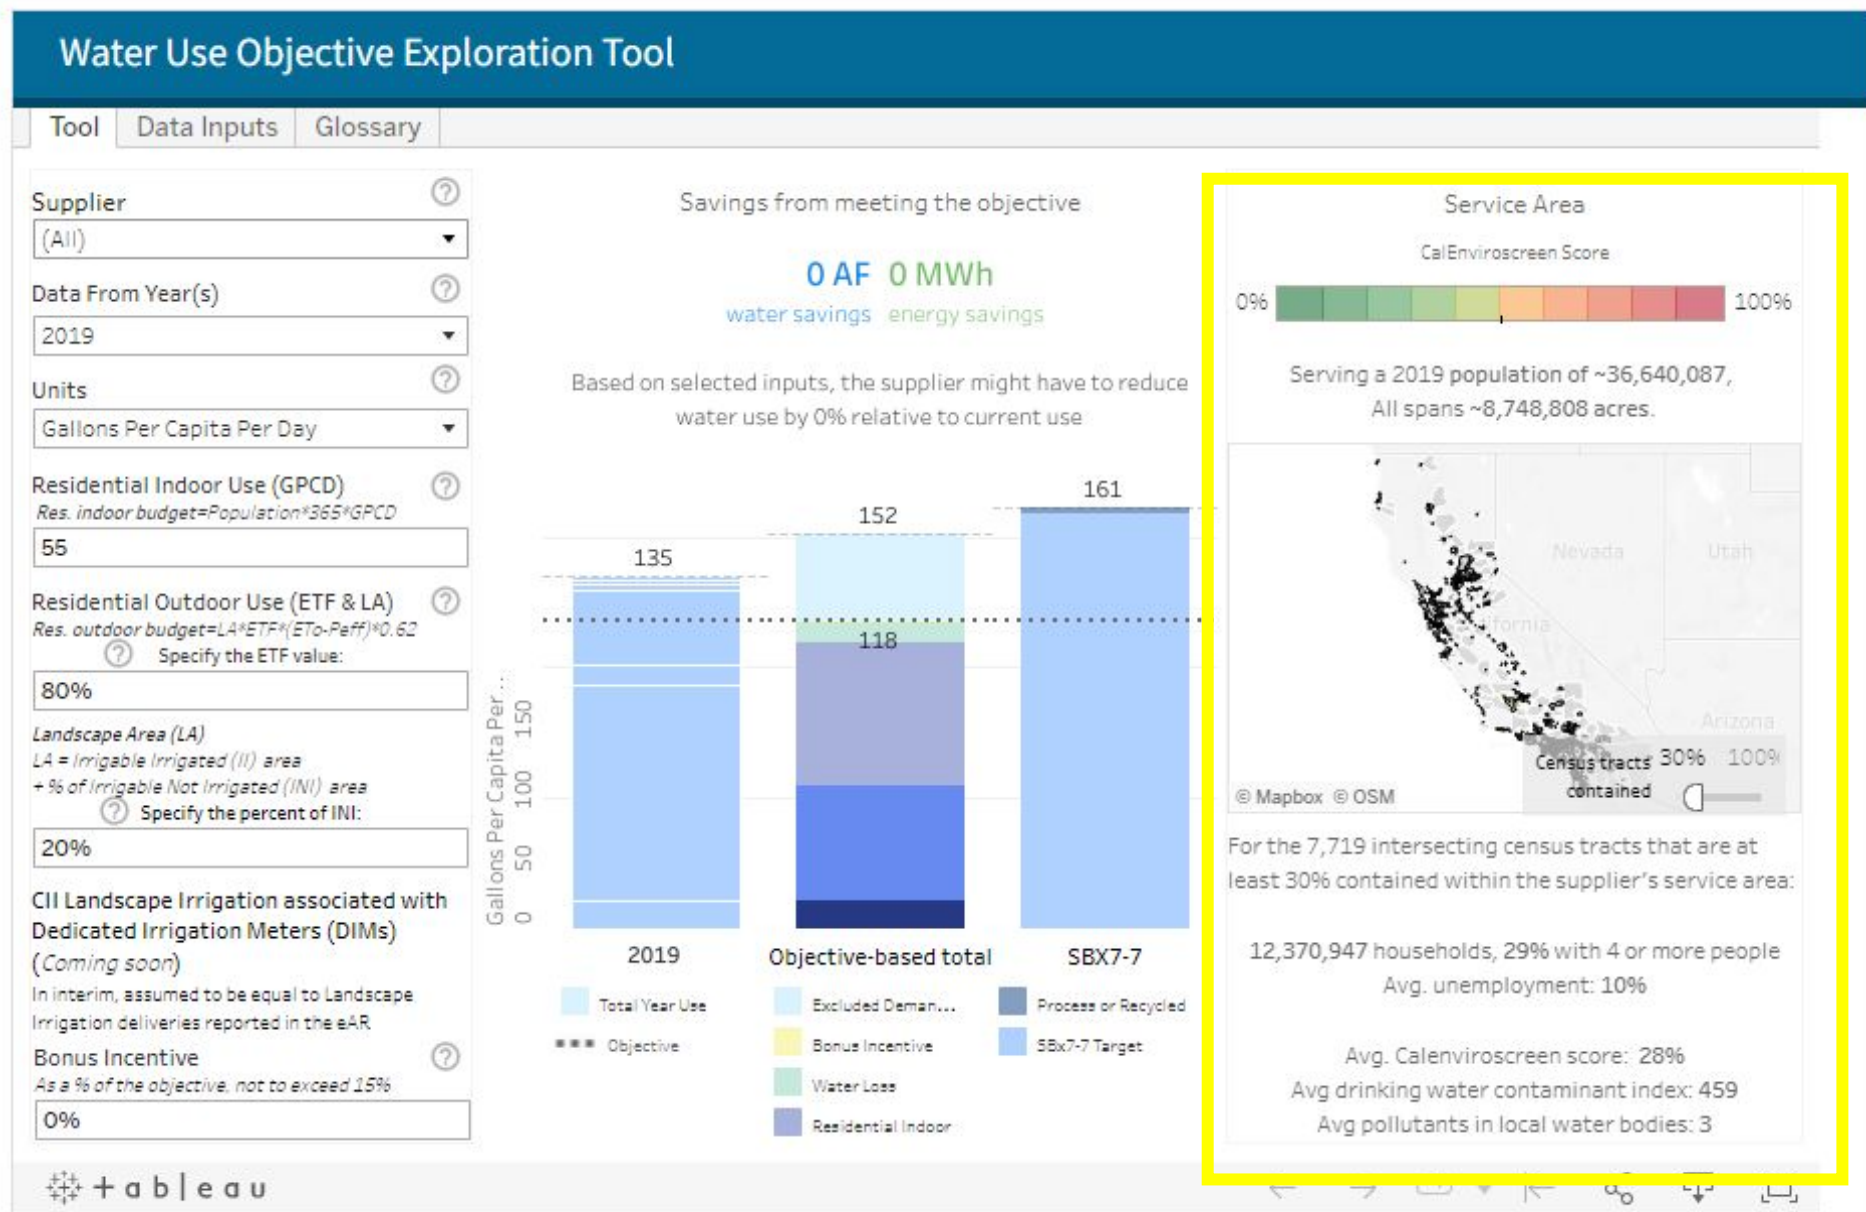 Water Use Objective Exploration Tool
Tool
Data Inputs
Glossary
Supplier
(All)
Data From Year(s)
2019
Units
Gallons Per Capita Per Day
Residential Indoor Use (GPCD)
Res. indoor budget=Population*365*GPCD
55
Residential Outdoor Use (ETF & LA)
Res. outdoor budget=LA*ETF*(ETo-Peff)*0.62
Specify the ETF value:
80%
Landscape Area (LA)
LA = Irrigable Irrigated (II) area
+ % of Irrigable Not Irrigated (INI) area
Specify the percent of INI:
20%
CII Landscape Irrigation associated with
Dedicated Irrigation Meters (DIMs)
(Coming soon)
In interim, assumed to be equal to Landscape
Irrigation deliveries reported in the eAR
Bonus Incentive
As a % of the objective, not to exceed 15%
0%
Savings from meeting the objective
0 AF 0 MWh
water savings energy savings
Based on selected inputs, the supplier might have to reduce
water use by 0% relative to current use
135
152
161
118
Gallons Per Capita Per ...
150
100
50
0
2019
Objective-based total
SBX7-7
Total Year Use
Objective
Excluded Deman...
Bonus Incentive
Water Loss
Residential Indoor
Process or Recycled
SBx7-7 Target
Service Area
CalEnviroscreen Score
0%
100%
Serving a 2019 population of ~36,640,087,
All spans ~8,748,808 acres.
Nevada
Utah
Arizona
Census tracts
contained
30%
100%
© Mapbox © OSM
For the 7,719 intersecting census tracts that are at
least 30% contained within the supplier's service area:
12,370,947 households, 29% with 4 or more people
Avg. unemployment: 10%
Avg. Calenviroscreen score: 28%
Avg drinking water contaminant index: 459
Avg pollutants in local water bodies: 3
+ a b l e a u